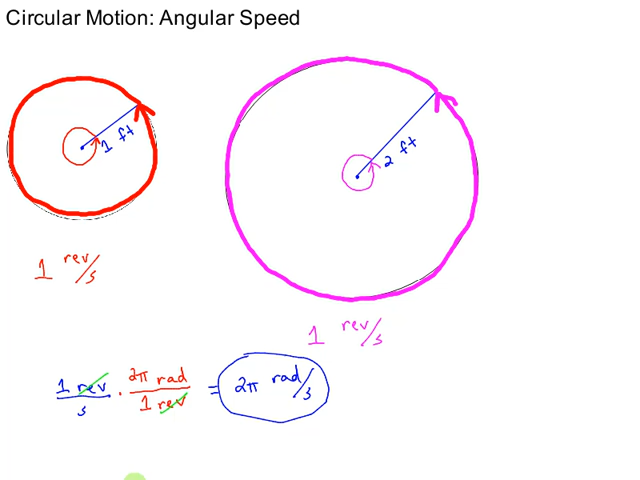 Circular Motion: Angular Speed
1 ft
2 ft
1 rev/s
1 rev/s
1 rev/s · 2π rad/1 rev = 2π rad/s